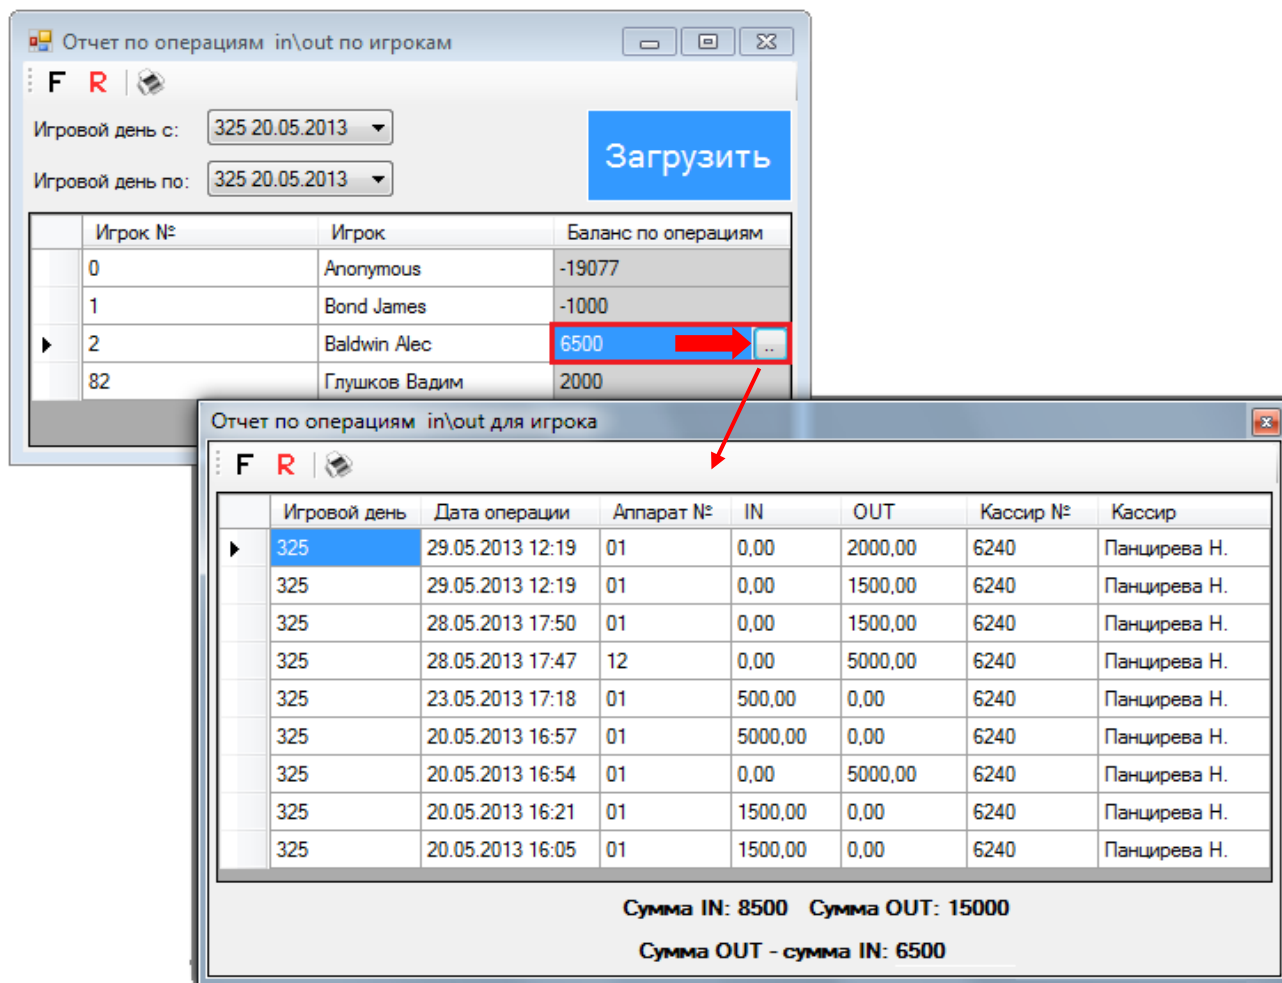 Отчет по операциям in\out по игрокам
F R
Игровой день с: 325 20.05.2013
Загрузить
Игровой день по: 325 20.05.2013
Игрок № Игрок Баланс по операциям
0 Anonymous -19077
1 Bond James -1000
2 Baldwin Alec 6500 ..
82 Глушков Вадим 2000
Отчет по операциям in\out для игрока
F R
Игровой день Дата операции Аппарат № IN OUT Кассир № Кассир
325 29.05.2013 12:19 01 0,00 2000,00 6240 Панцирева Н.
325 29.05.2013 12:19 01 0,00 1500,00 6240 Панцирева Н.
325 28.05.2013 17:50 01 0,00 1500,00 6240 Панцирева Н.
325 28.05.2013 17:47 12 0,00 5000,00 6240 Панцирева Н.
325 23.05.2013 17:18 01 500,00 0,00 6240 Панцирева Н.
325 20.05.2013 16:57 01 5000,00 0,00 6240 Панцирева Н.
325 20.05.2013 16:54 01 0,00 5000,00 6240 Панцирева Н.
325 20.05.2013 16:21 01 1500,00 0,00 6240 Панцирева Н.
325 20.05.2013 16:05 01 1500,00 0,00 6240 Панцирева Н.
Сумма IN: 8500 Сумма OUT: 15000
Сумма OUT - сумма IN: 6500